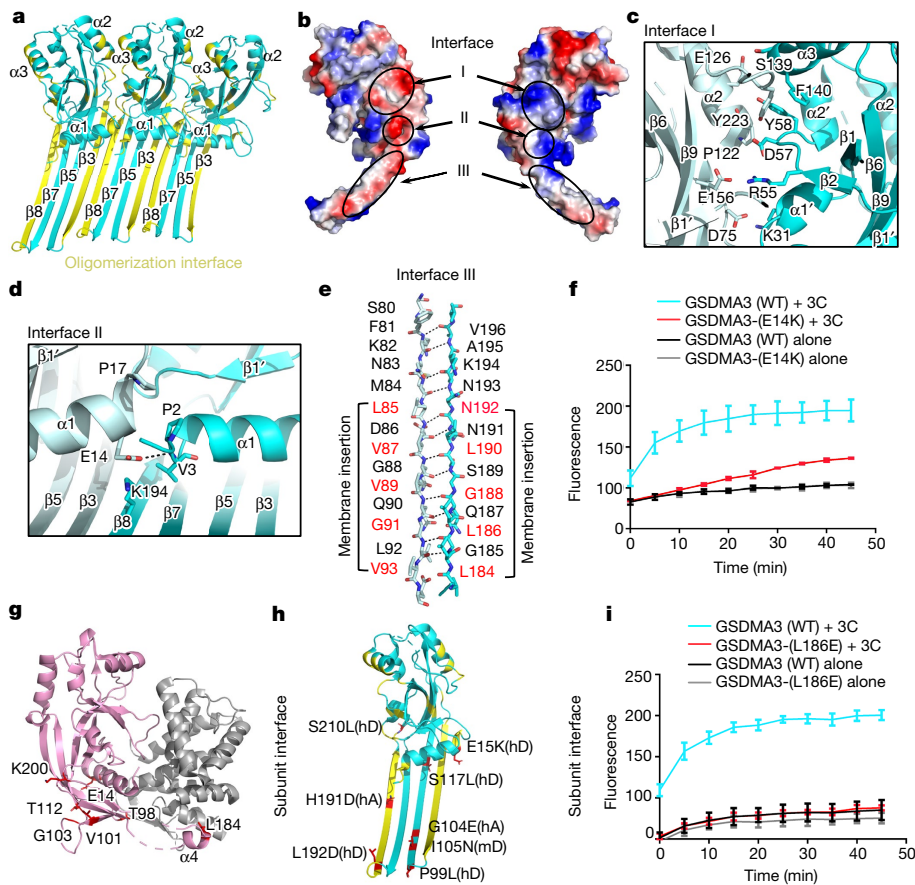 a
α2
α2
α2
α3
α3
α3
α1
α1
α1
β3
β3
β3
β5
β5
β5
β7
β7
β7
β8
β8
β8
Oligomerization interface
b
Interface
I
II
III
c
Interface I
E126
S139
α3
F140
α2
α2′
α2
β6
Y223
Y58
β1
β9
P122
D57
β6
R55
β2
E156
β9
α1′
β1′
D75
K31
β1′
d
Interface II
β1′
P17
β1′
P2
α1
α1
E14
V3
K194
β5
β3
β8
β7
β5
β3
e
Interface III
S80
F81
K82
N83
M84
L85
D86
V87
G88
V89
Q90
G91
L92
V93
V196
A195
K194
N193
N192
N191
L190
S189
G188
Q187
L186
G185
L184
Membrane insertion
Membrane insertion
f
GSDMA3 (WT) + 3C
GSDMA3-(E14K) + 3C
GSDMA3 (WT) alone
GSDMA3-(E14K) alone
Fluorescence
250
200
150
100
50
0
0 10 20 30 40 50
Time (min)
g
K200
E14
T112
T98
G103
V101
L184
α4
h
S210L(hD)
E15K(hD)
S117L(hD)
H191D(hA)
G104E(hA)
I105N(mD)
L192D(hD)
P99L(hD)
Subunit interface
i
GSDMA3 (WT) + 3C
GSDMA3-(L186E) + 3C
GSDMA3 (WT) alone
GSDMA3-(L186E) alone
Subunit interface
Fluorescence
250
200
150
100
50
0
0 10 20 30 40 50
Time (min)